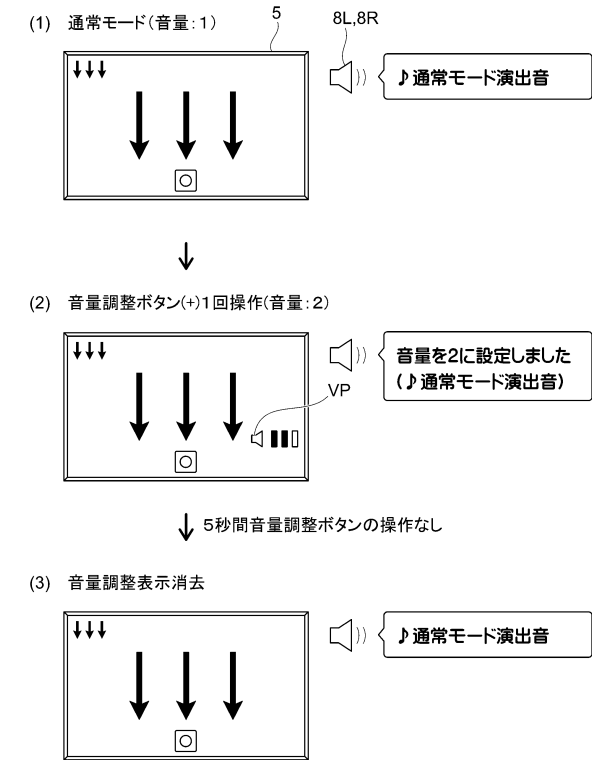 (1) 通常モード(音量:1)
5
8L,8R
♪通常モード演出音
(2) 音量調整ボタン(+)1回操作(音量:2)
音量を2に設定しました
(♪通常モード演出音)
VP
5秒間音量調整ボタンの操作なし
(3) 音量調整表示消去
♪通常モード演出音